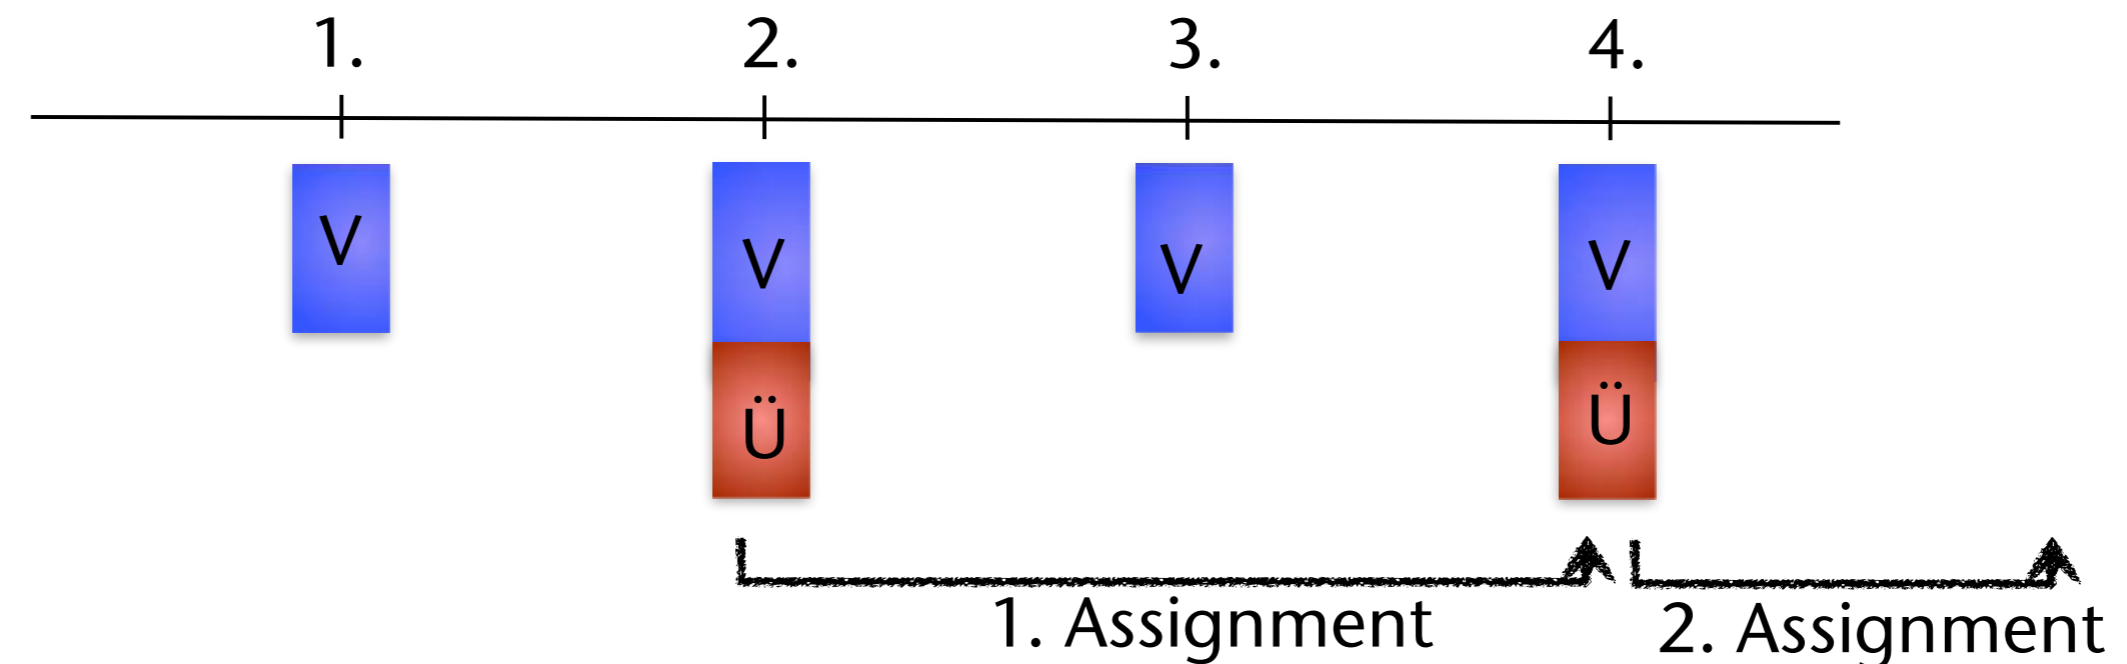 1. 2. 3. 4.
V V V V
Ü Ü
1. Assignment 2. Assignment